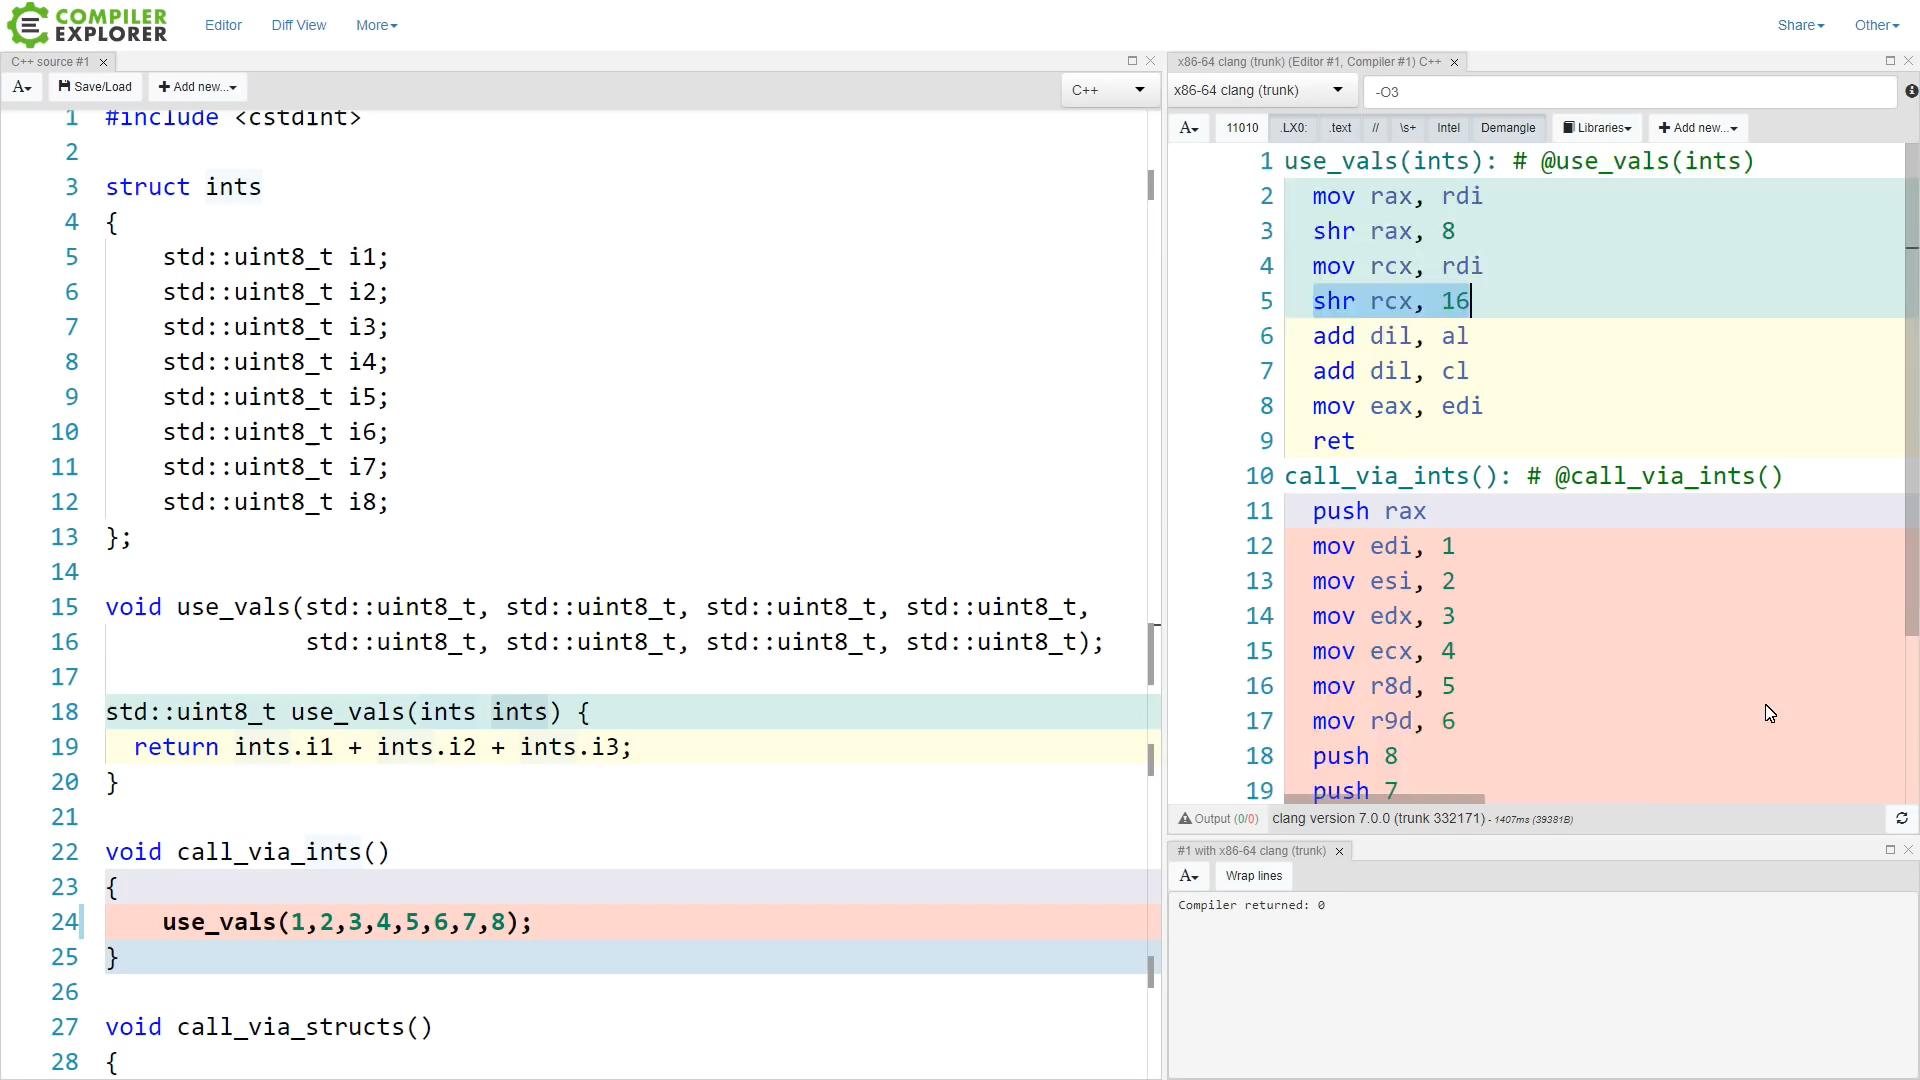 COMPILER
EXPLORER
Editor
Diff View
More
Share
Other
C++ source #1
A
Save/Load
Add new...
C++
1 #include <cstdint>
2
3 struct ints
4 {
5     std::uint8_t i1;
6     std::uint8_t i2;
7     std::uint8_t i3;
8     std::uint8_t i4;
9     std::uint8_t i5;
10     std::uint8_t i6;
11     std::uint8_t i7;
12     std::uint8_t i8;
13 };
14
15 void use_vals(std::uint8_t, std::uint8_t, std::uint8_t, std::uint8_t,
16               std::uint8_t, std::uint8_t, std::uint8_t, std::uint8_t);
17
18 std::uint8_t use_vals(ints ints) {
19   return ints.i1 + ints.i2 + ints.i3;
20 }
21
22 void call_via_ints()
23 {
24     use_vals(1,2,3,4,5,6,7,8);
25 }
26
27 void call_via_structs()
28 {
x86-64 clang (trunk) (Editor #1, Compiler #1) C++
x86-64 clang (trunk)
-O3
A
11010
.LX0:
.text
//
\s+
Intel
Demangle
Libraries
Add new...
1 use_vals(ints): # @use_vals(ints)
2   mov rax, rdi
3   shr rax, 8
4   mov rcx, rdi
5   shr rcx, 16
6   add dil, al
7   add dil, cl
8   mov eax, edi
9   ret
10 call_via_ints(): # @call_via_ints()
11   push rax
12   mov edi, 1
13   mov esi, 2
14   mov edx, 3
15   mov ecx, 4
16   mov r8d, 5
17   mov r9d, 6
18   push 8
19   push 7
Output (0/0) clang version 7.0.0 (trunk 332171) - 1407ms (39381B)
#1 with x86-64 clang (trunk)
A
Wrap lines
Compiler returned: 0